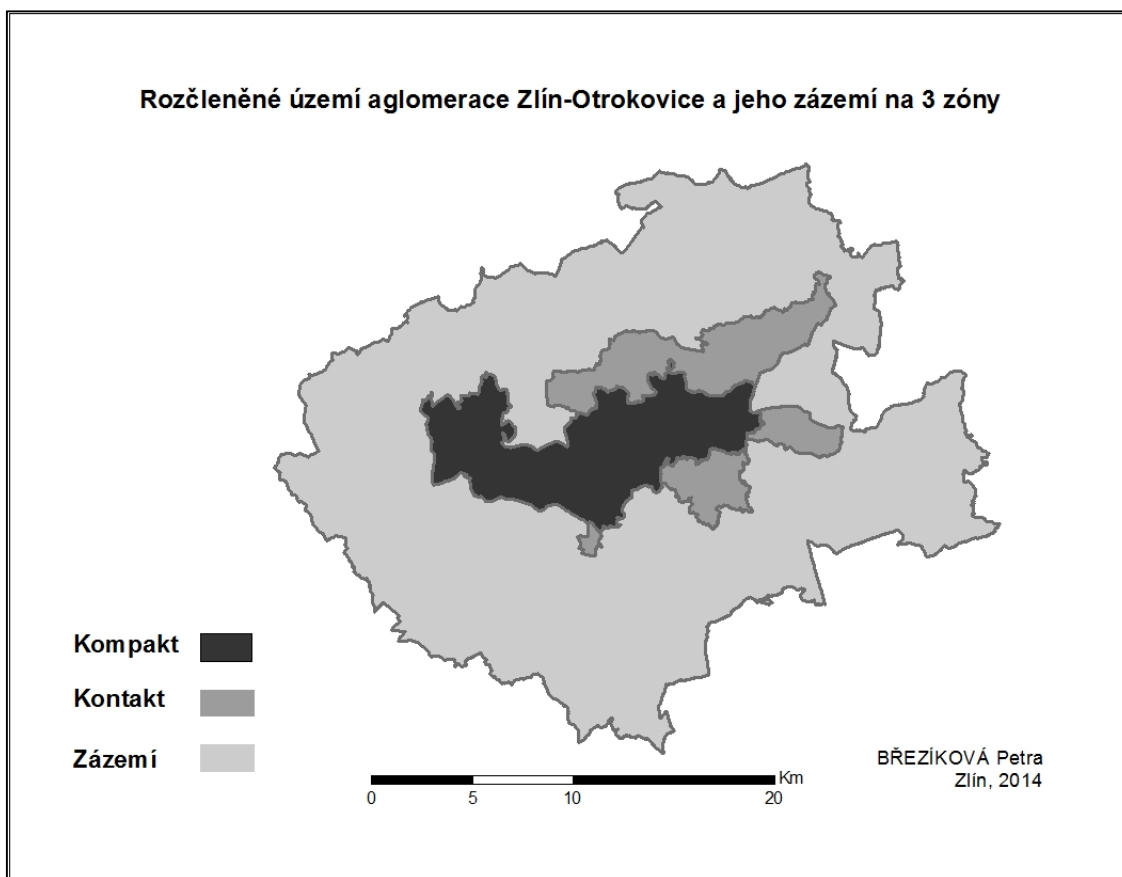 Rozčleněné území aglomerace Zlín-Otrokovice a jeho zázemí na 3 zóny
Kompakt
Kontakt
Zázemí
0 5 10 20 Km
BŘEZÍKOVÁ Petra
Zlín, 2014